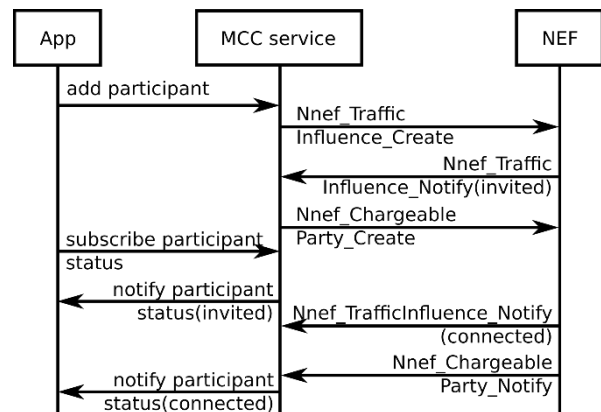 App
MCC service
NEF
add participant
Nnef_Traffic
Influence_Create
Nnef_Traffic
Influence_Notify(invited)
Nnef_Chargeable
Party_Create
subscribe participant
status
notify participant
status(invited)
Nnef_TrafficInfluence_Notify
(connected)
Nnef_Chargeable
Party_Notify
notify participant
status(connected)